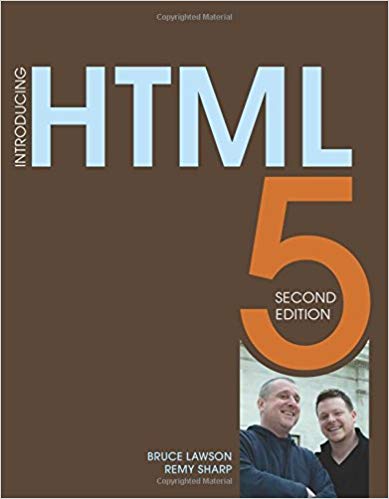 Copyrighted Material
INTRODUCING
HTML
5
SECOND
EDITION
BRUCE LAWSON
REMY SHARP
Copyrighted Material